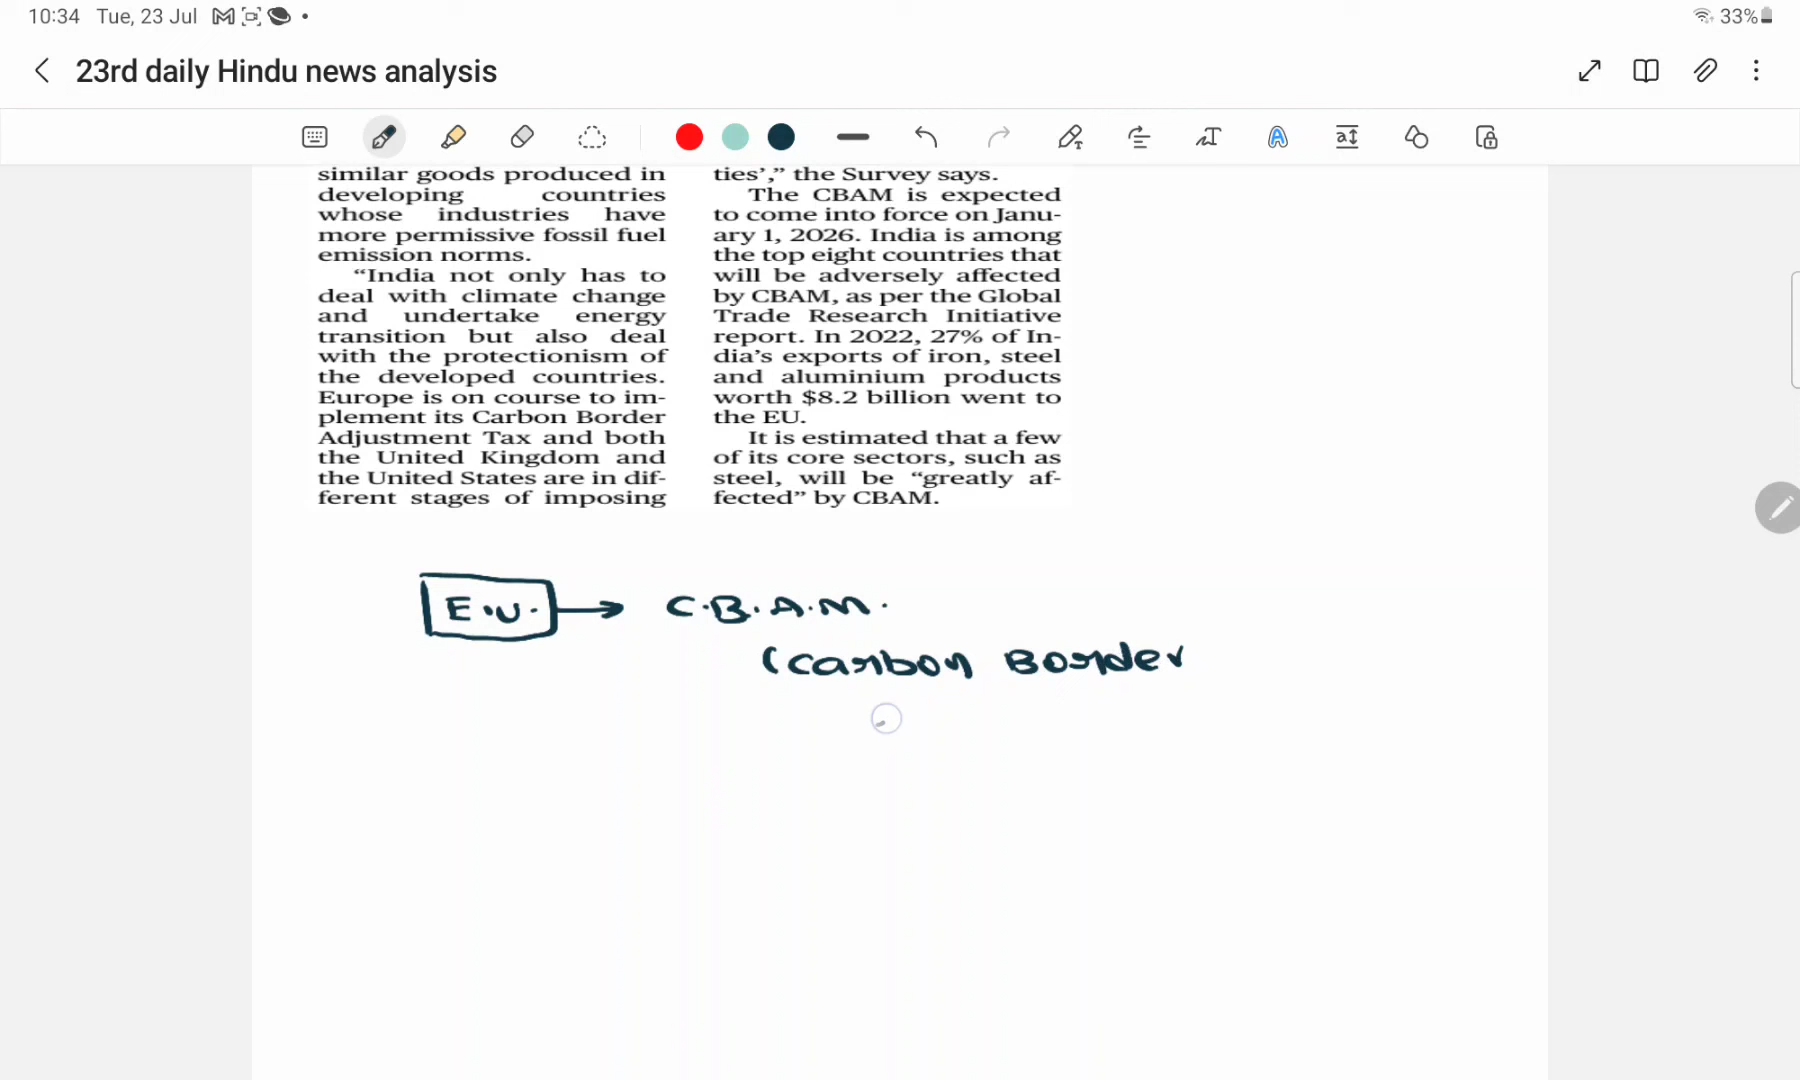 10:34 Tue, 23 Jul
33%
23rd daily Hindu news analysis
similar goods produced in
developing countries
whose industries have
more permissive fossil fuel
emission norms.
“India not only has to
deal with climate change
and undertake energy
transition but also deal
with the protectionism of
the developed countries.
Europe is on course to im-
plement its Carbon Border
Adjustment Tax and both
the United Kingdom and
the United States are in dif-
ferent stages of imposing
ties’,” the Survey says.
The CBAM is expected
to come into force on Janu-
ary 1, 2026. India is among
the top eight countries that
will be adversely affected
by CBAM, as per the Global
Trade Research Initiative
report. In 2022, 27% of In-
dia’s exports of iron, steel
and aluminium products
worth $8.2 billion went to
the EU.
It is estimated that a few
of its core sectors, such as
steel, will be “greatly af-
fected” by CBAM.
E.U. → C.B.A.M.
(Carbon Border